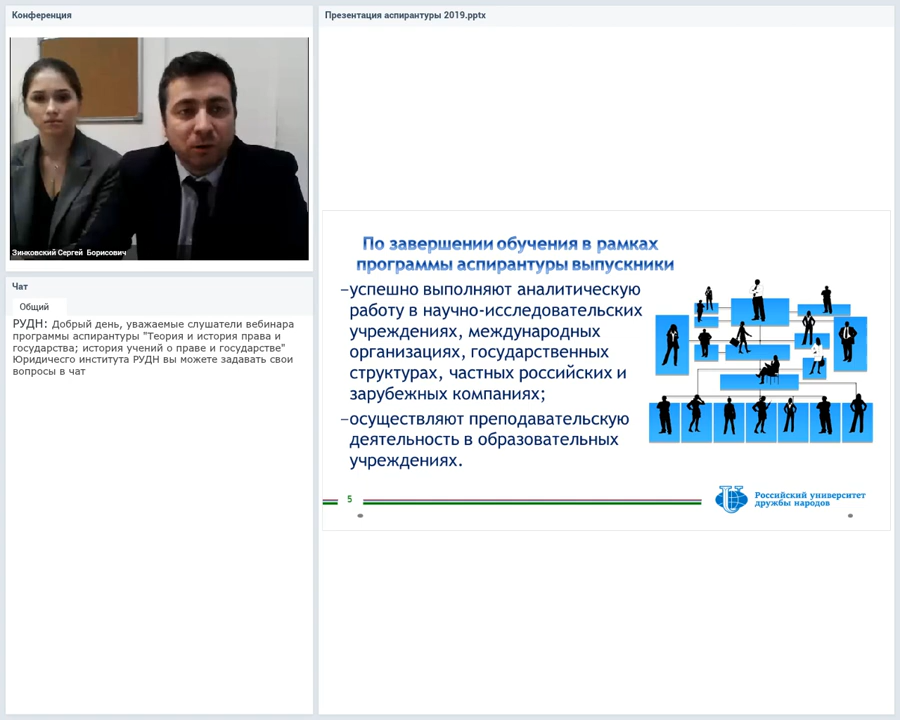 Конференция
Зинковский Сергей Борисович
Чат
Общий
РУДН: Добрый день, уважаемые слушатели вебинара
программы аспирантуры "Теория и история права и
государства; история учений о праве и государстве"
Юридичесго института РУДН вы можете задавать свои
вопросы в чат
Презентация аспирантуры 2019.pptx
По завершении обучения в рамках
программы аспирантуры выпускники
–успешно выполняют аналитическую
работу в научно-исследовательских
учреждениях, международных
организациях, государственных
структурах, частных российских и
зарубежных компаниях;
–осуществляют преподавательскую
деятельность в образовательных
учреждениях.
5
Российский университет
дружбы народов